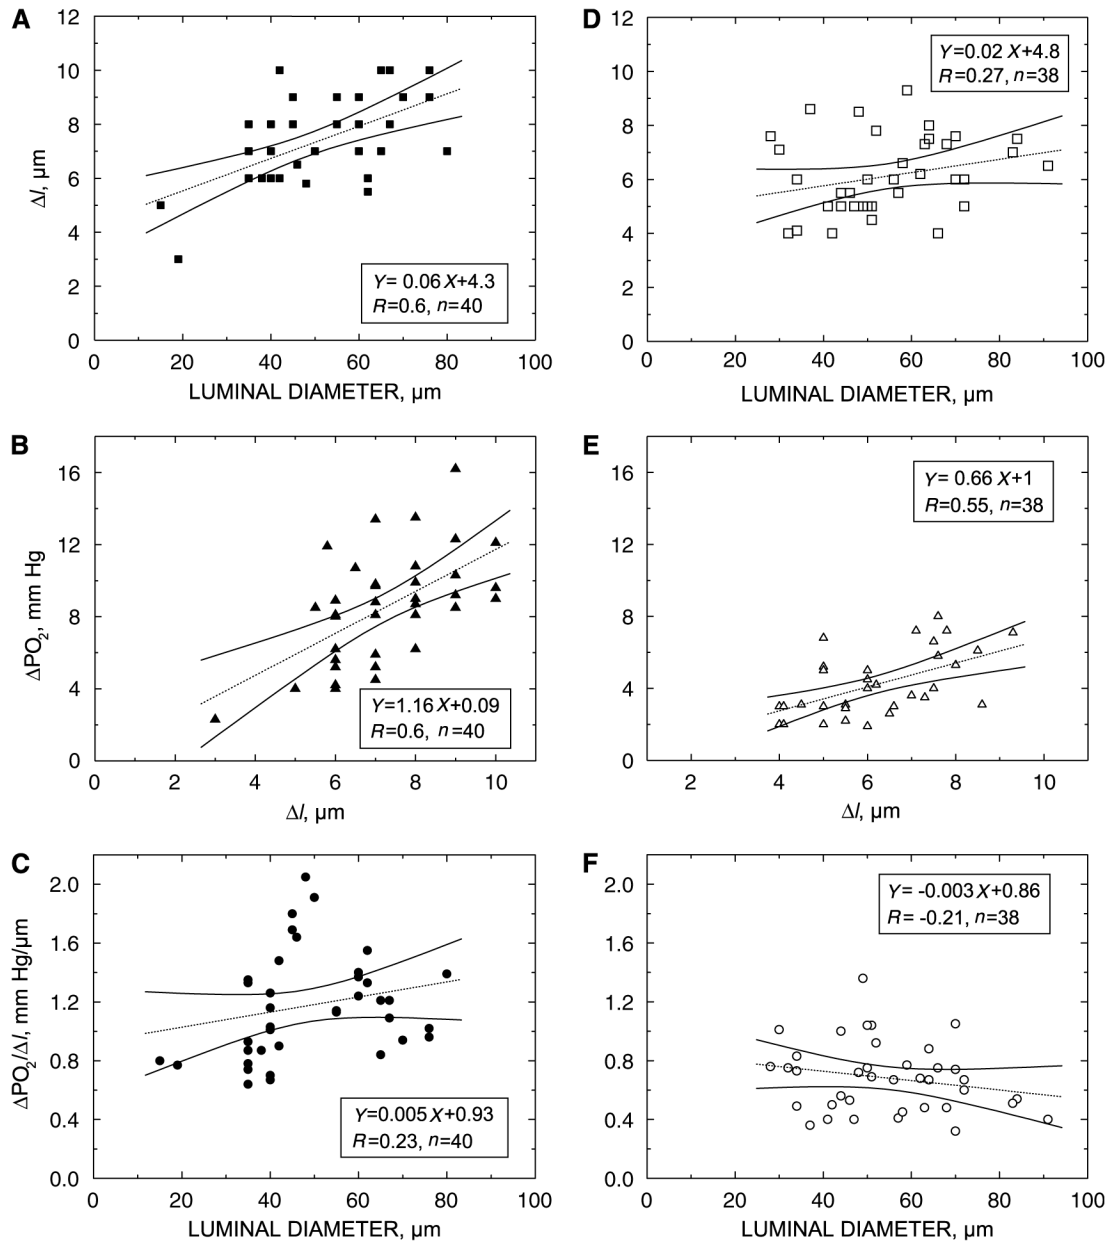 A
12
10
8
6
4
2
0
Δl, µm
Y= 0.06 X+4.3
R=0.6, n=40
0 20 40 60 80 100
LUMINAL DIAMETER, µm
D
12
10
8
6
4
2
0
Y=0.02 X+4.8
R=0.27, n=38
0 20 40 60 80 100
LUMINAL DIAMETER, µm
B
16
12
8
4
0
ΔPO2, mm Hg
Y=1.16 X+0.09
R=0.6, n=40
0 2 4 6 8 10
Δl, µm
E
16
12
8
4
0
Y= 0.66 X+1
R=0.55, n=38
2 4 6 8 10
Δl, µm
C
2.0
1.6
1.2
0.8
0.4
0.0
ΔPO2/Δl, mm Hg/µm
Y=0.005 X+0.93
R=0.23, n=40
0 20 40 60 80 100
LUMINAL DIAMETER, µm
F
2.0
1.6
1.2
0.8
0.4
0.0
Y= -0.003 X+0.86
R= -0.21, n=38
0 20 40 60 80 100
LUMINAL DIAMETER, µm